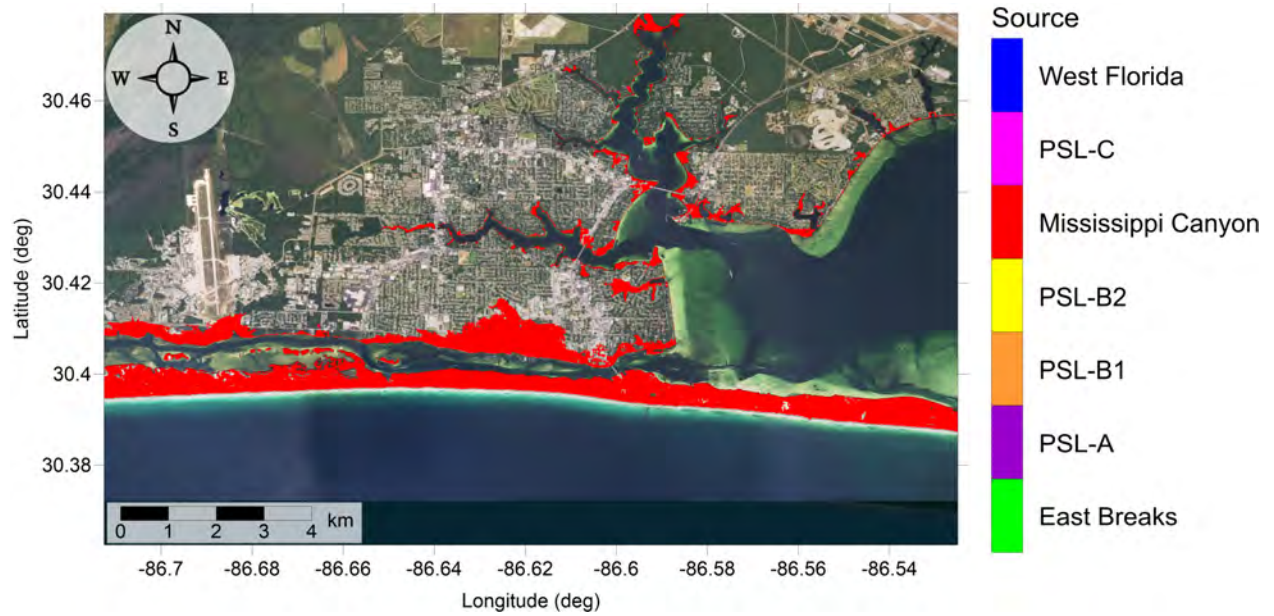 N
W E
S
30.46
30.44
30.42
30.4
30.38
Latitude (deg)
0 1 2 3 4 km
-86.7 -86.68 -86.66 -86.64 -86.62 -86.6 -86.58 -86.56 -86.54
Longitude (deg)
Source
West Florida
PSL-C
Mississippi Canyon
PSL-B2
PSL-B1
PSL-A
East Breaks